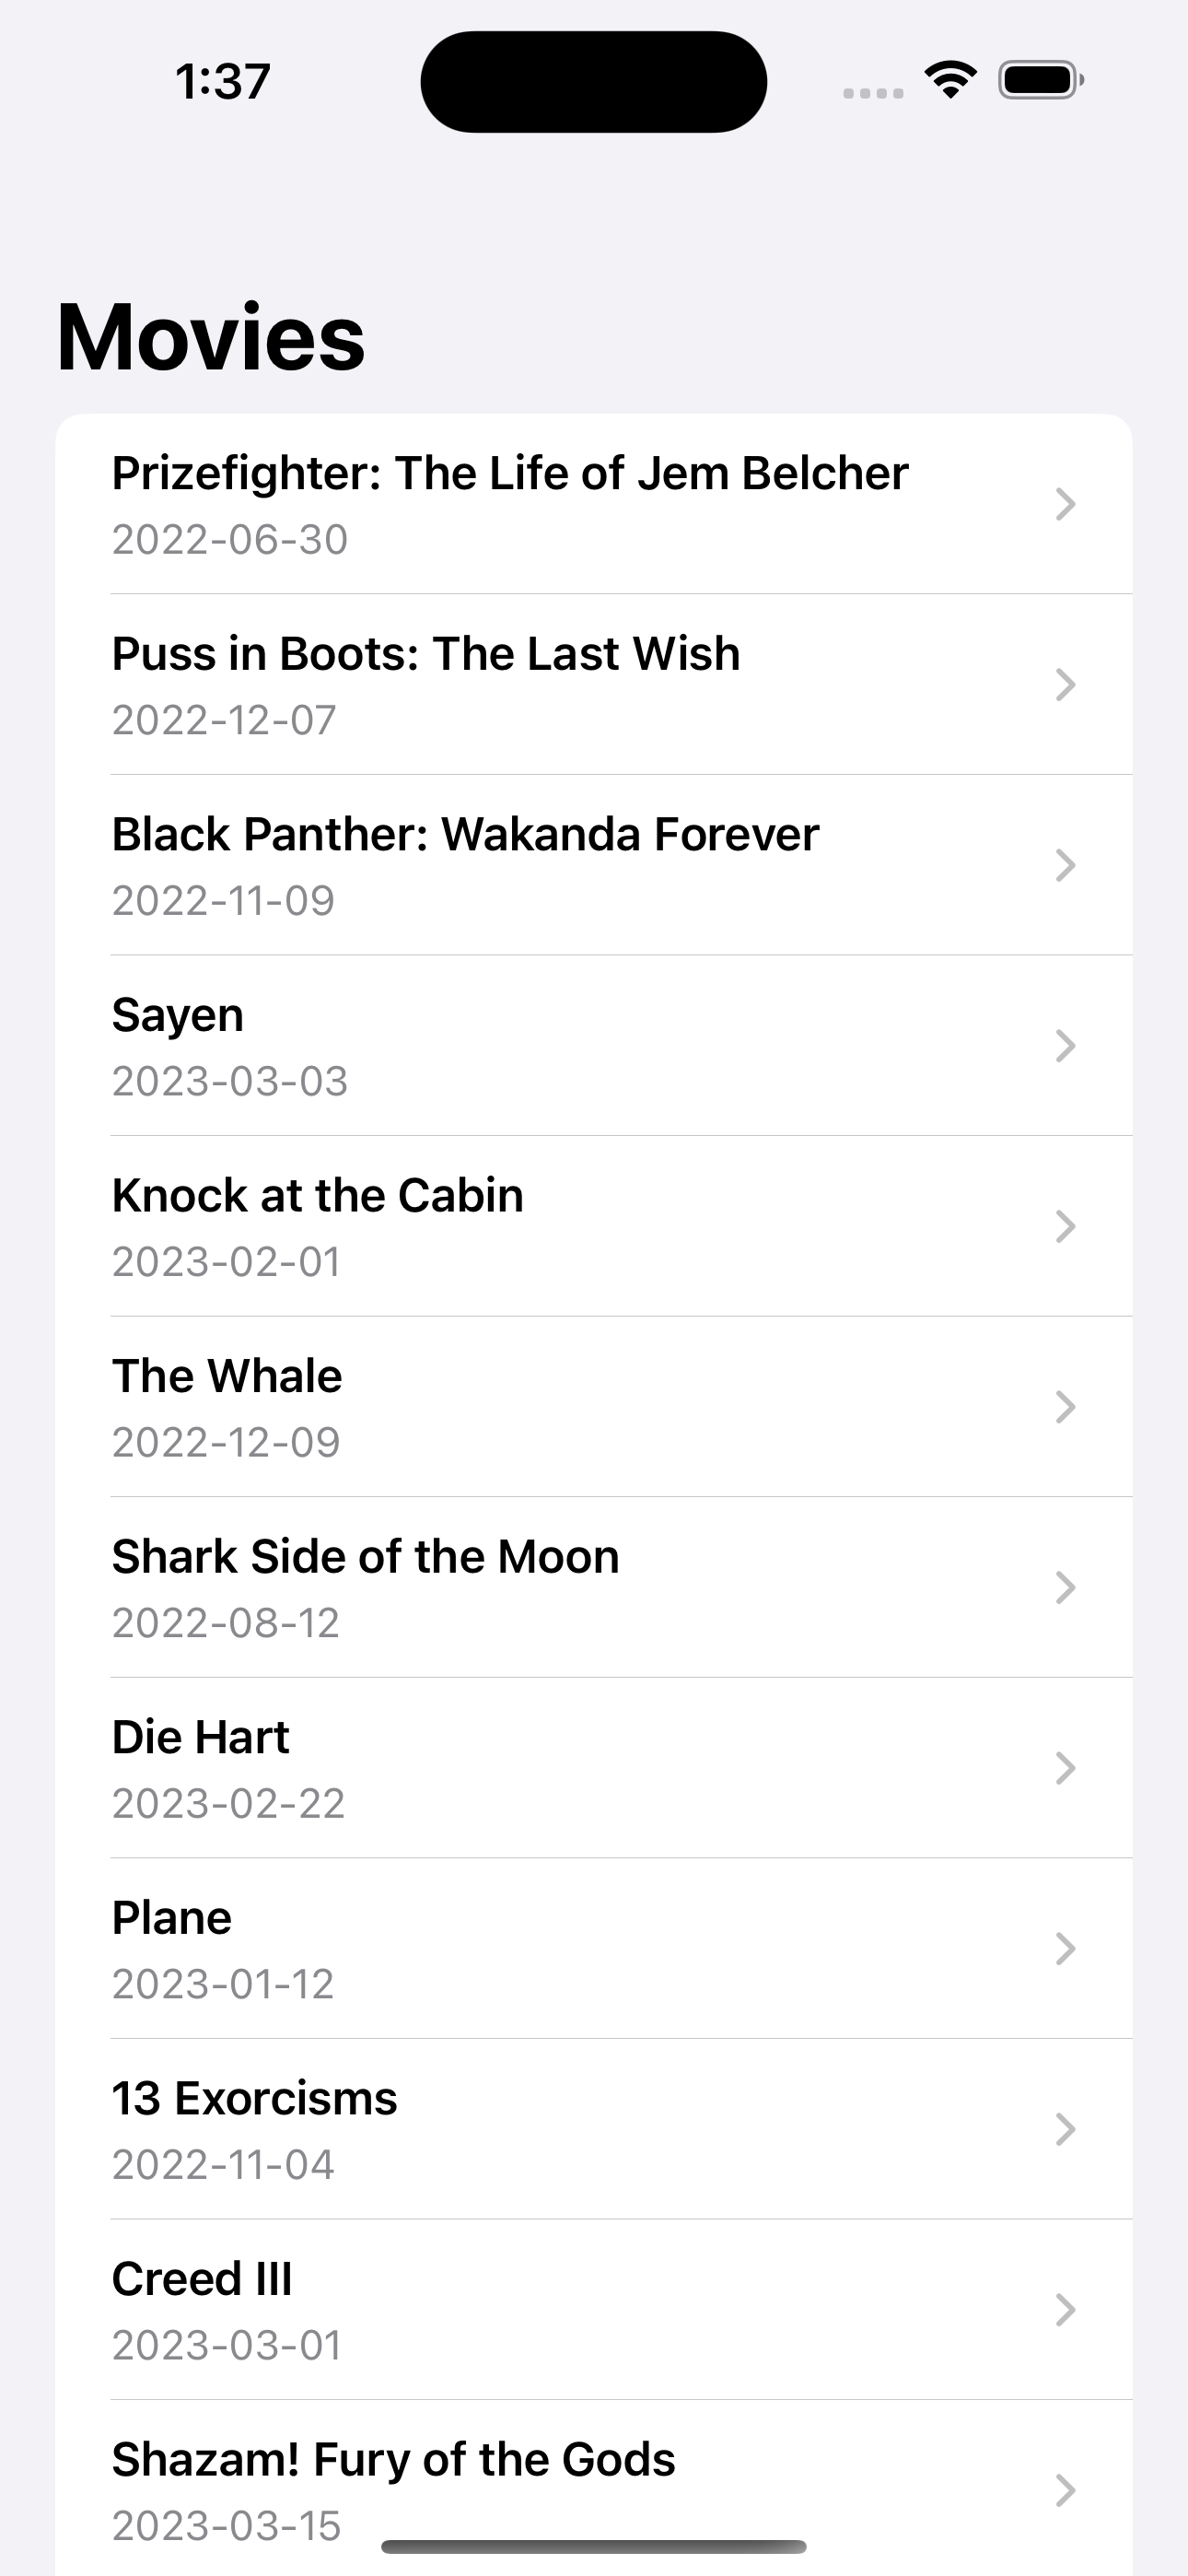 1:37
Movies
Prizefighter: The Life of Jem Belcher
2022-06-30
Puss in Boots: The Last Wish
2022-12-07
Black Panther: Wakanda Forever
2022-11-09
Sayen
2023-03-03
Knock at the Cabin
2023-02-01
The Whale
2022-12-09
Shark Side of the Moon
2022-08-12
Die Hart
2023-02-22
Plane
2023-01-12
13 Exorcisms
2022-11-04
Creed III
2023-03-01
Shazam! Fury of the Gods
2023-03-15